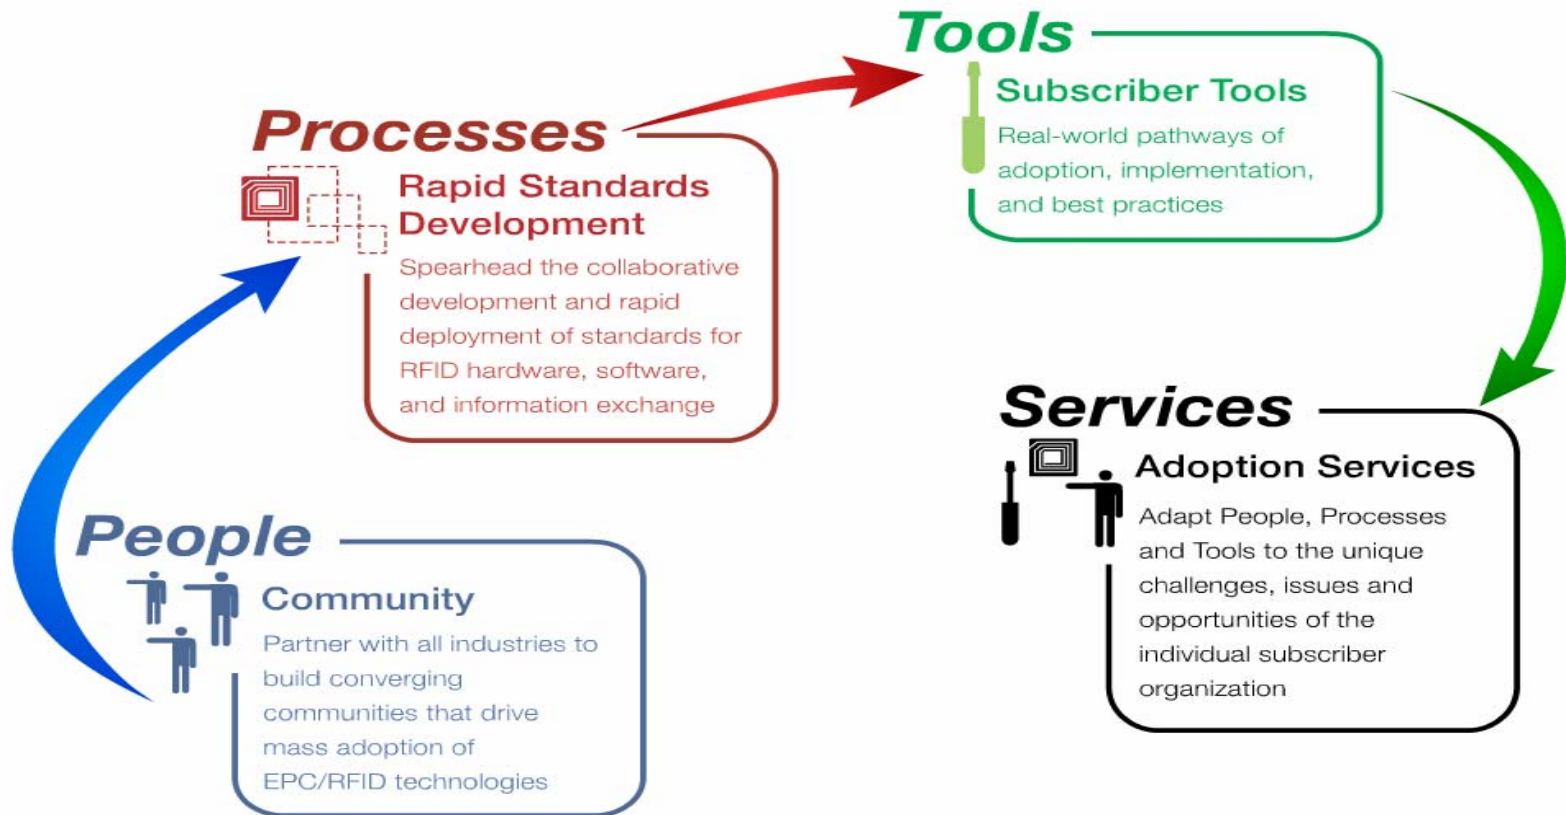 Tools
Subscriber Tools
Real-world pathways of
adoption, implementation,
and best practices
Processes
Rapid Standards
Development
Spearhead the collaborative
development and rapid
deployment of standards for
RFID hardware, software,
and information exchange
Services
Adoption Services
Adapt People, Processes
and Tools to the unique
challenges, issues and
opportunities of the
individual subscriber
organization
People
Community
Partner with all industries to
build converging
communities that drive
mass adoption of
EPC/RFID technologies